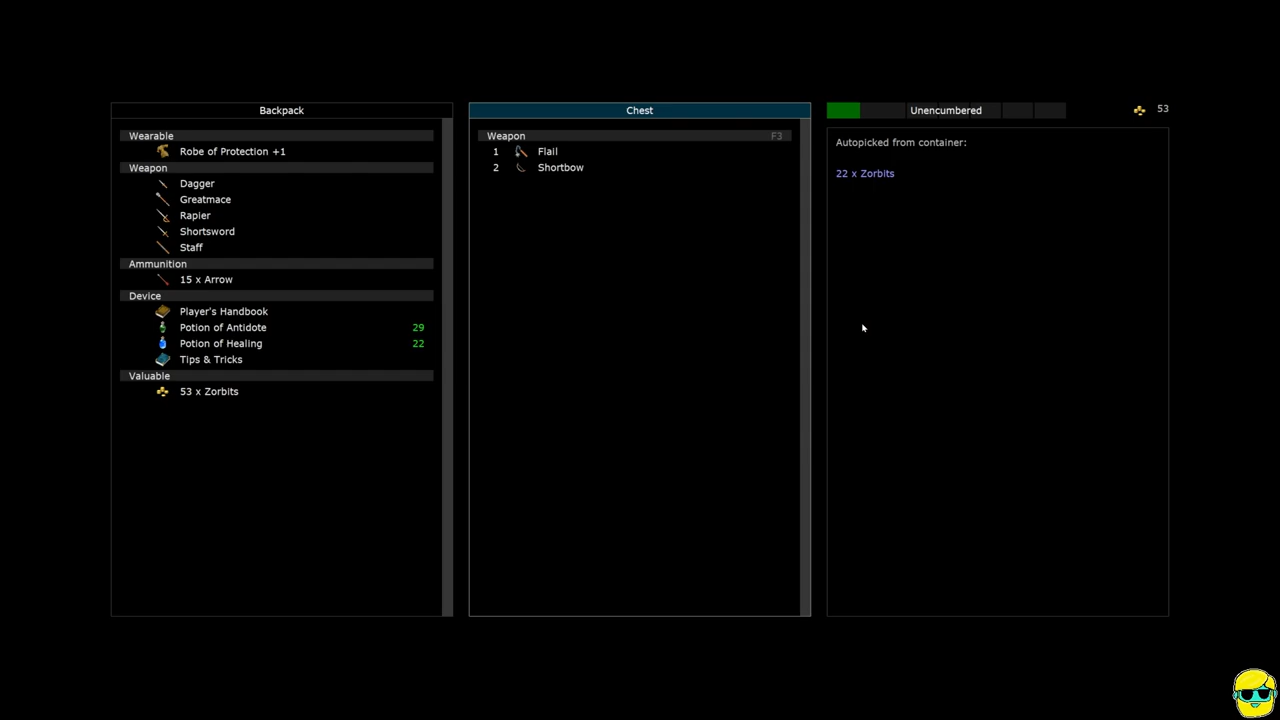 Backpack
Wearable
Robe of Protection +1
Weapon
Dagger
Greatmace
Rapier
Shortsword
Staff
Ammunition
15 x Arrow
Device
Player's Handbook
Potion of Antidote 29
Potion of Healing 22
Tips & Tricks
Valuable
53 x Zorbits
Chest
Weapon F3
1 Flail
2 Shortbow
Unencumbered 53
Autopicked from container:
22 x Zorbits